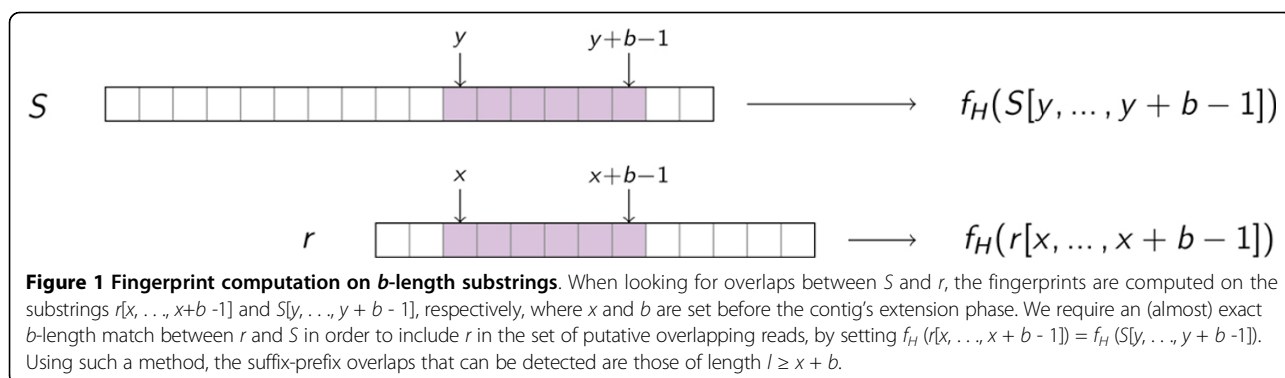 y y+b−1
S f_H(S[y, ..., y + b − 1])
x x+b−1
r f_H(r[x, ..., x + b − 1])
Figure 1 Fingerprint computation on b-length substrings. When looking for overlaps between S and r, the fingerprints are computed on the
substrings r[x, . . ., x+b -1] and S[y, . . ., y + b - 1], respectively, where x and b are set before the contig's extension phase. We require an (almost) exact
b-length match between r and S in order to include r in the set of putative overlapping reads, by setting f_H (r[x, . . ., x + b - 1]) = f_H (S[y, . . ., y + b -1]).
Using such a method, the suffix-prefix overlaps that can be detected are those of length l ≥ x + b.